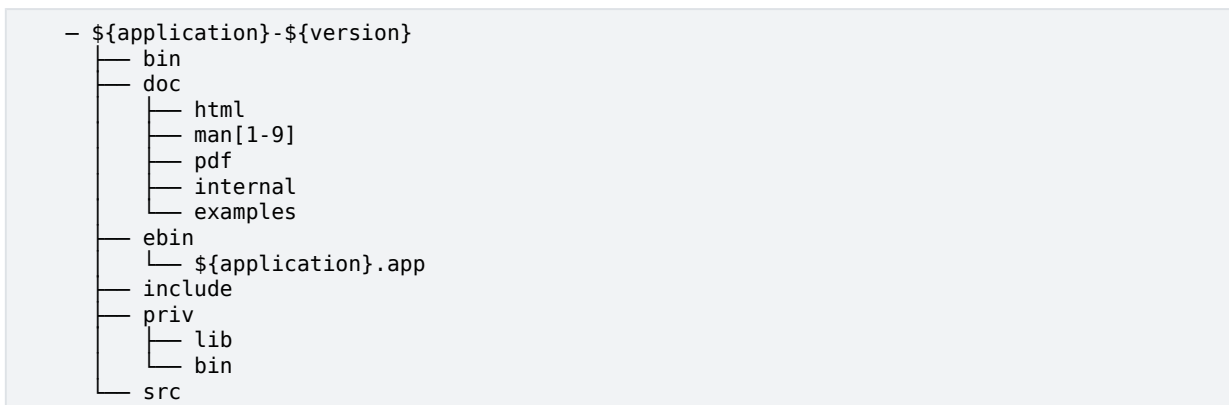 ─ ${application}-${version}
├── bin
├── doc
│   ├── html
│   ├── man[1-9]
│   ├── pdf
│   ├── internal
│   └── examples
├── ebin
│   └── ${application}.app
├── include
├── priv
│   ├── lib
│   └── bin
└── src